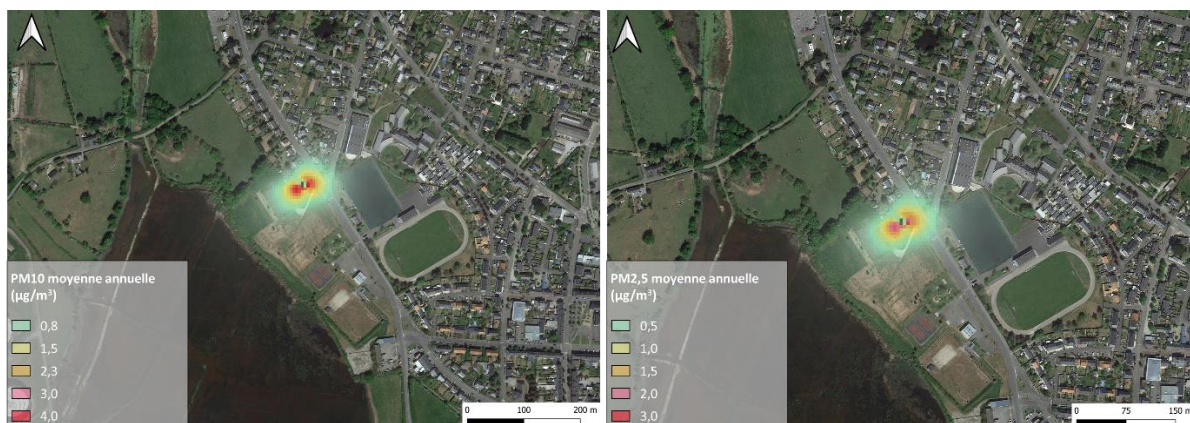 PM10 moyenne annuelle
(µg/m³)
0,8
1,5
2,3
3,0
4,0
0 100 200 m
PM2,5 moyenne annuelle
(µg/m³)
0,5
1,0
1,5
2,0
3,0
0 75 150 m